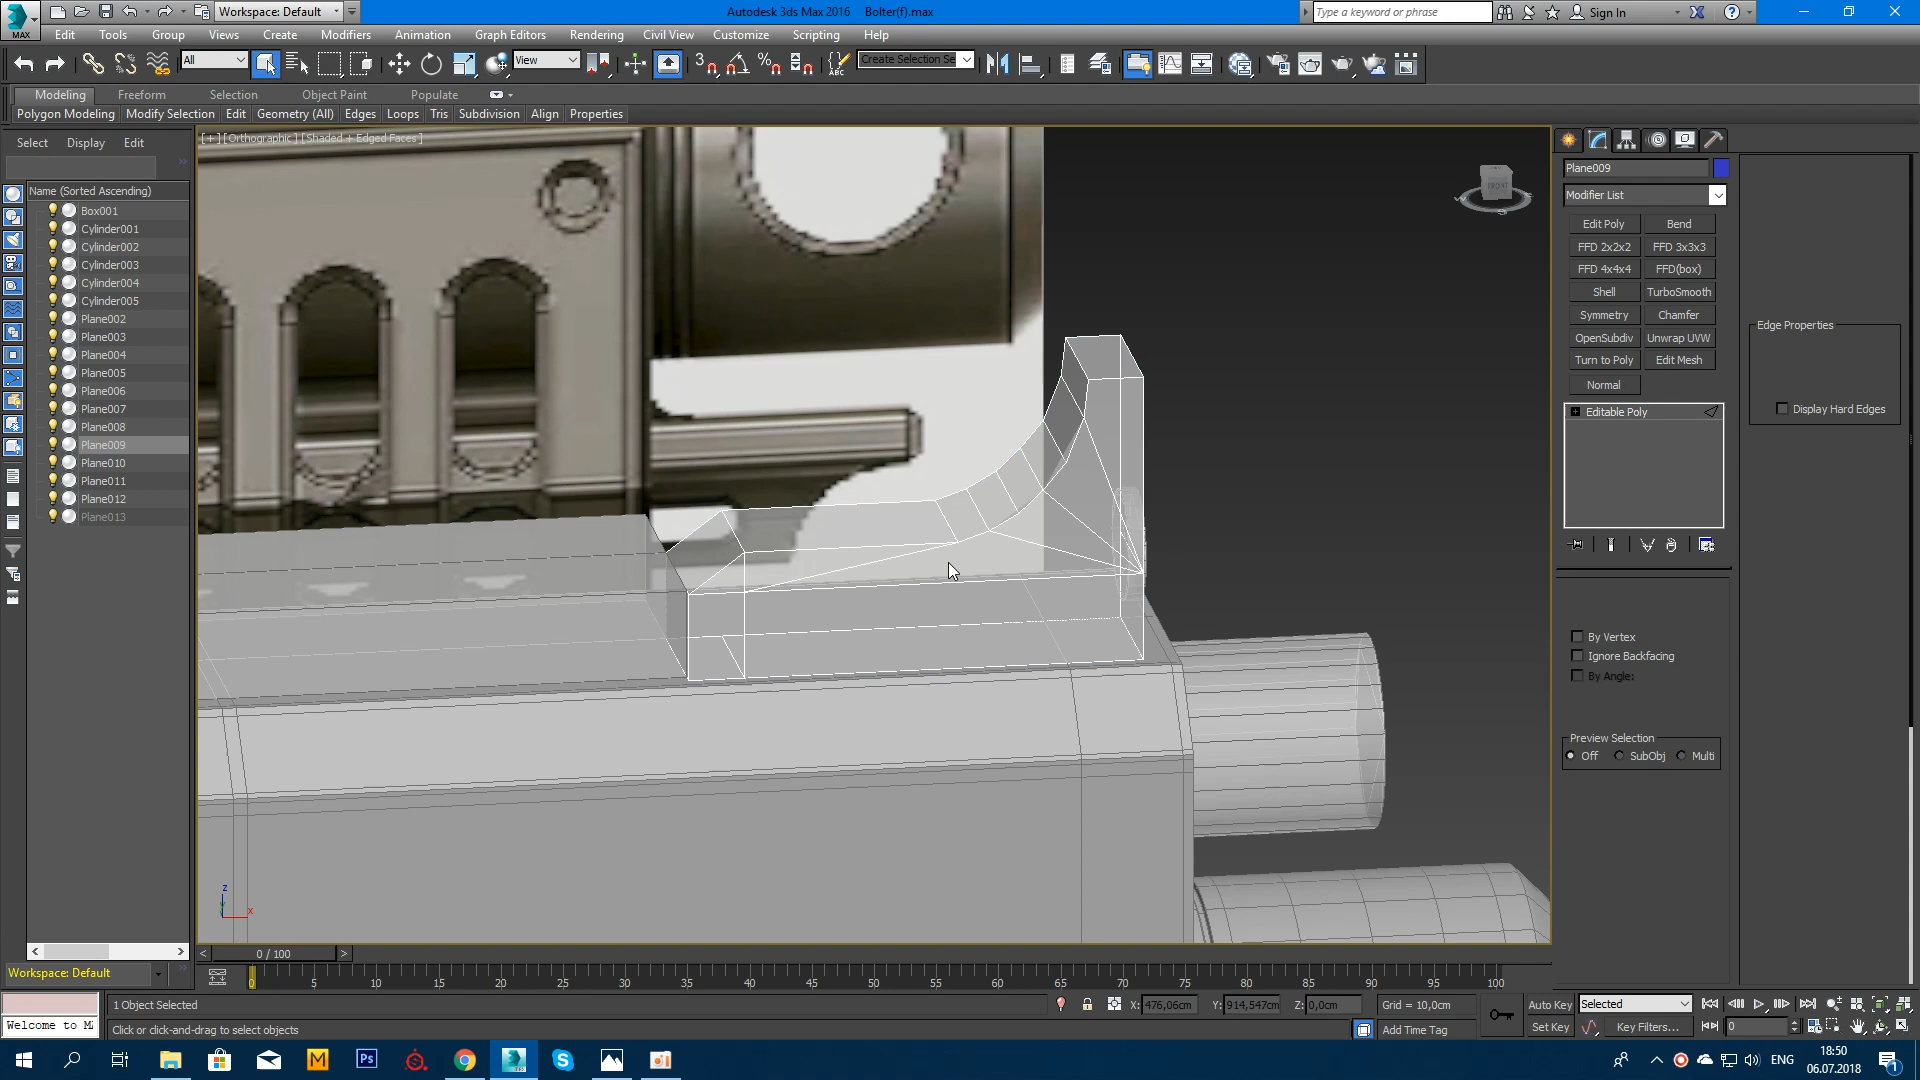 Workspace: Default
Autodesk 3ds Max 2016    Bolter(f).max
Type a keyword or phrase
Sign In
MAX
Edit Tools Group Views Create Modifiers Animation Graph Editors Rendering Civil View Customize Scripting Help
All
View
Create Selection Se
Modeling Freeform Selection Object Paint Populate
Polygon Modeling Modify Selection Edit Geometry (All) Edges Loops Tris Subdivision Align Properties
Select Display Edit
[+] [Orthographic] [Shaded + Edged Faces]
FRONT
Name (Sorted Ascending)
Box001
Cylinder001
Cylinder002
Cylinder003
Cylinder004
Cylinder005
Plane002
Plane003
Plane004
Plane005
Plane006
Plane007
Plane008
Plane009
Plane010
Plane011
Plane012
Plane013
z
x
Plane009
Modifier List
Edit Poly Bend
FFD 2x2x2 FFD 3x3x3
FFD 4x4x4 FFD(box)
Shell TurboSmooth
Symmetry Chamfer
OpenSubdiv Unwrap UVW
Turn to Poly Edit Mesh
Normal
Editable Poly
By Vertex
Ignore Backfacing
By Angle:
Preview Selection
Off SubObj Multi
Edge Properties
Display Hard Edges
0 / 100
Workspace: Default
0 5 10 15 20 25 30 35 40 45 50 55 60 65 70 75 80 85 90 95 100
1 Object Selected
X: 476,06cm Y: 914,547cm Z: 0,0cm Grid = 10,0cm
Auto Key Selected
Welcome to M
Click or click-and-drag to select objects
Add Time Tag
Set Key Key Filters... 0
ENG
18:50
06.07.2018
1